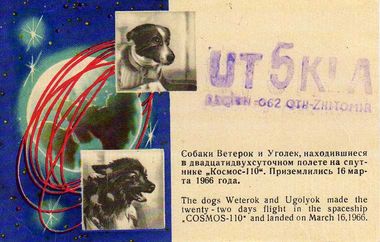 UT5KLA
REGION-062 QTH-ZHITOMIR
Собаки Ветерок и Уголек, находившиеся
в двадцатидвухсуточном полете на спут-
нике „Космос-110". Приземлились 16 мар-
та 1966 года.
The dogs Weterok and Ugolyok made the
twenty-two days flight in the spaceship
„COSMOS-110" and landed on March 16, 1966.